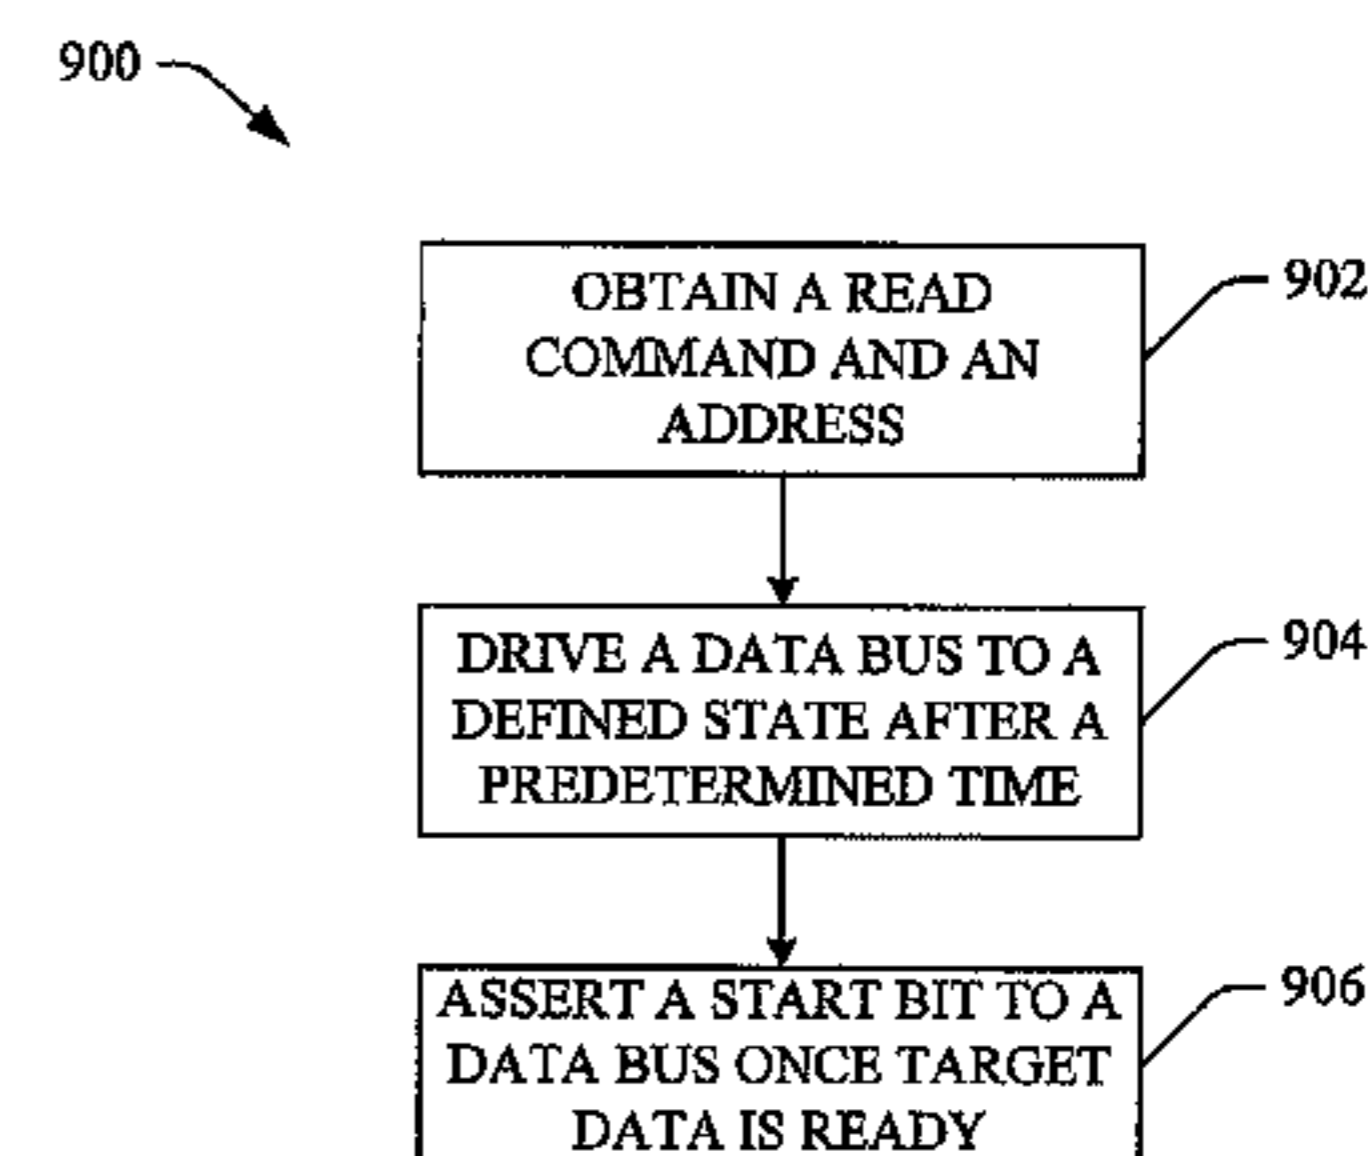 900
OBTAIN A READ
COMMAND AND AN
ADDRESS
902
DRIVE A DATA BUS TO A
DEFINED STATE AFTER A
PREDETERMINED TIME
904
ASSERT A START BIT TO A
DATA BUS ONCE TARGET
DATA IS READY
906